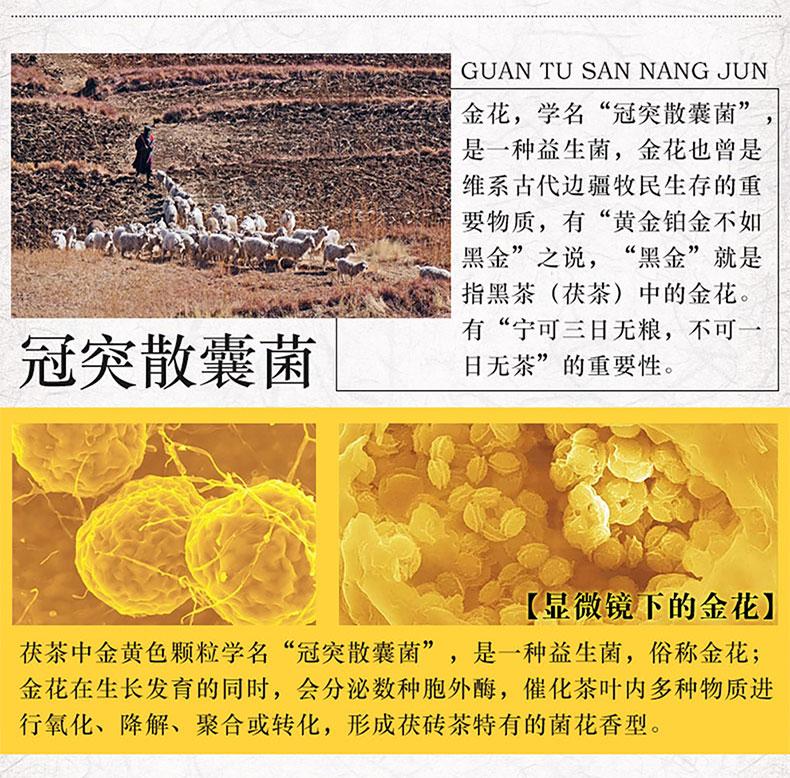 GUAN TU SAN NANG JUN
金花，学名“冠突散囊菌”，
是一种益生菌，金花也曾是
维系古代边疆牧民生存的重
要物质，有“黄金铂金不如
黑金”之说，“黑金”就是
指黑茶（茯茶）中的金花。
有“宁可三日无粮，不可一
日无茶”的重要性。
冠突散囊菌
【显微镜下的金花】
茯茶中金黄色颗粒学名“冠突散囊菌”，是一种益生菌，俗称金花；
金花在生长发育的同时，会分泌数种胞外酶，催化茶叶内多种物质进
行氧化、降解、聚合或转化，形成茯砖茶特有的菌花香型。